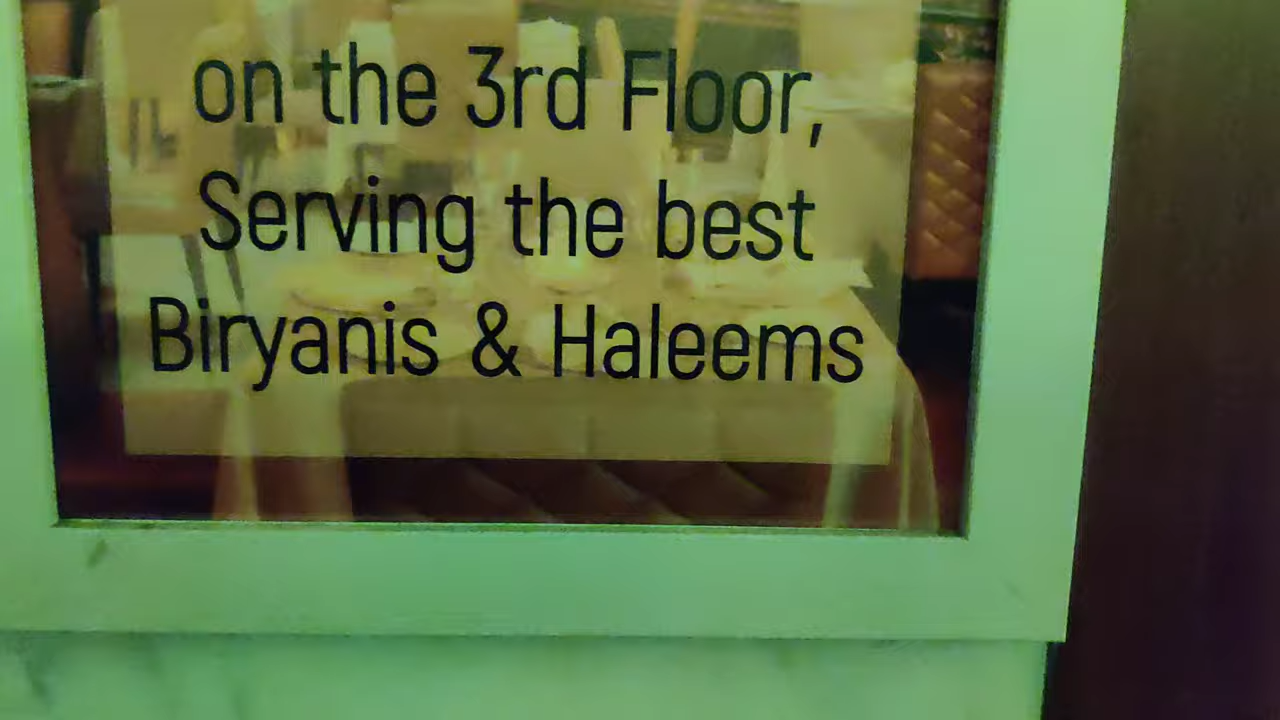 on the 3rd Floor,
Serving the best
Biryanis & Haleems